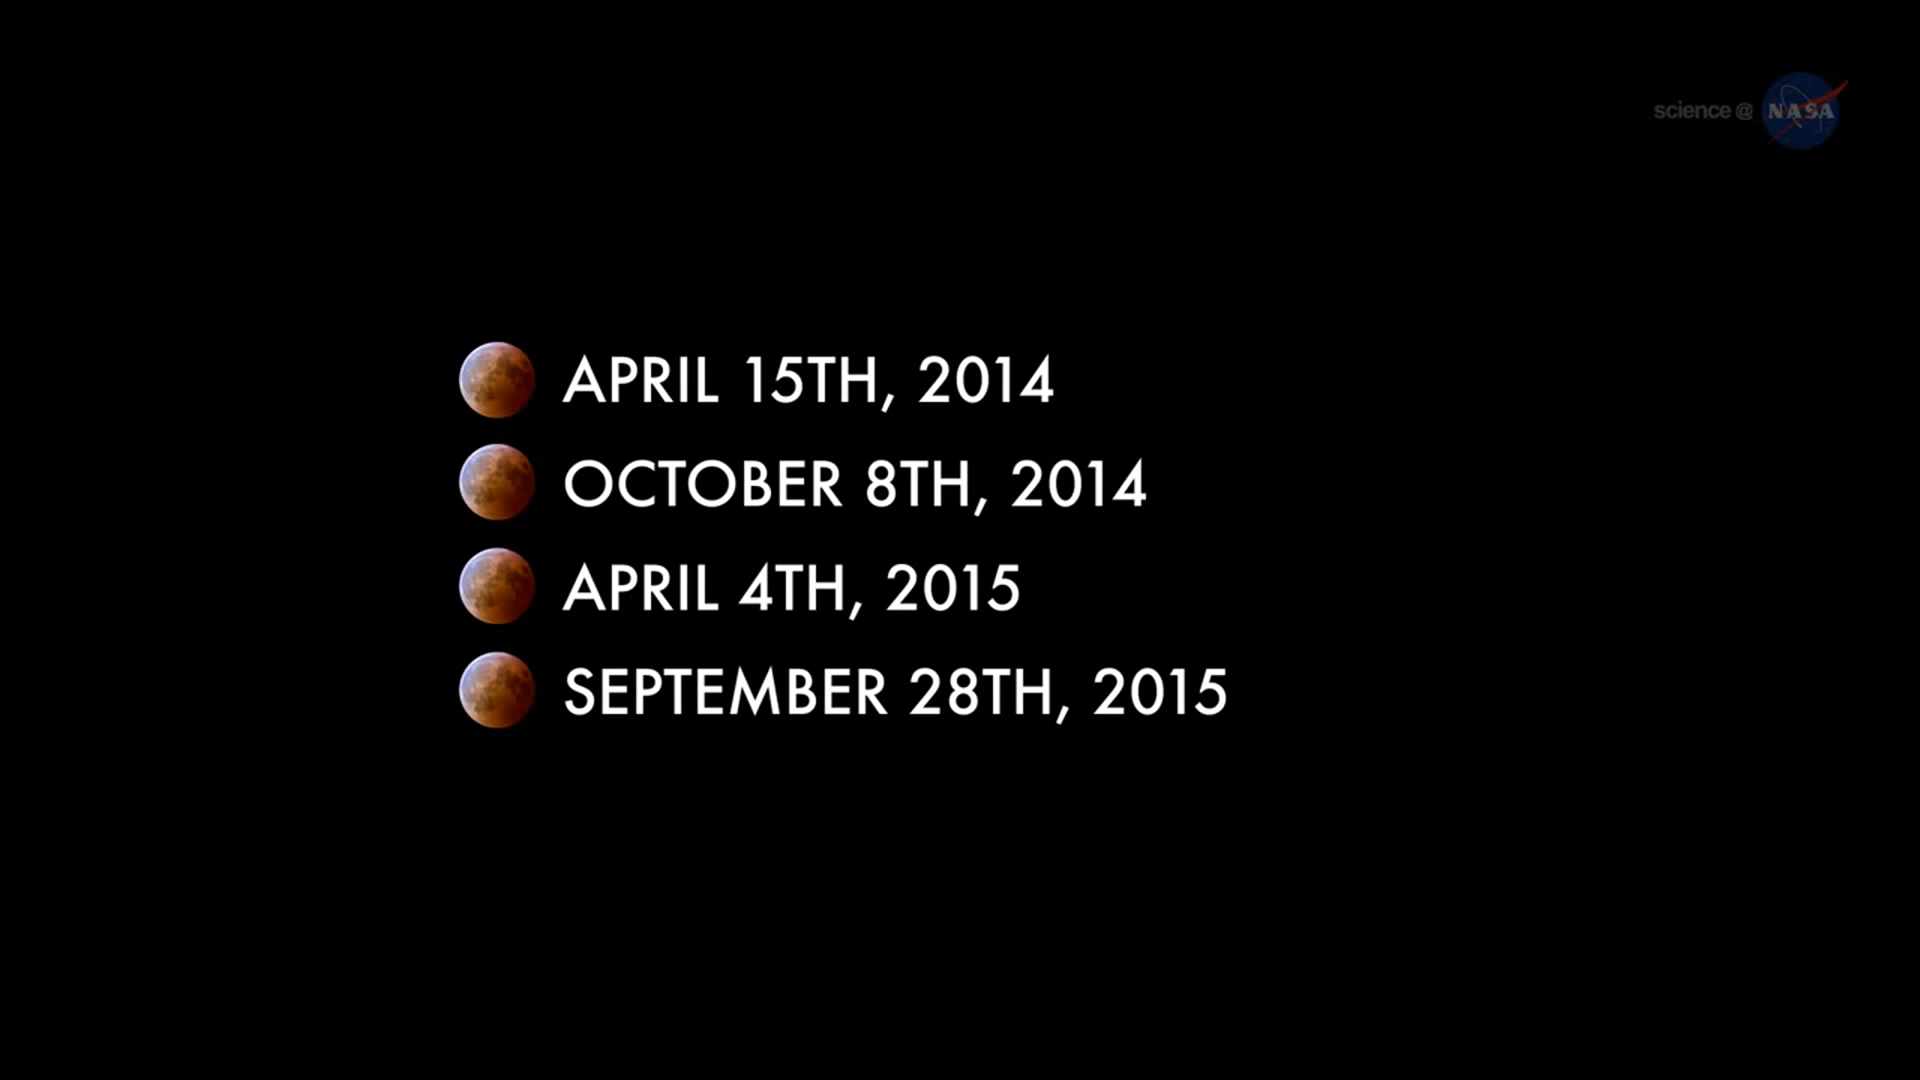 science @ NASA
APRIL 15TH, 2014
OCTOBER 8TH, 2014
APRIL 4TH, 2015
SEPTEMBER 28TH, 2015